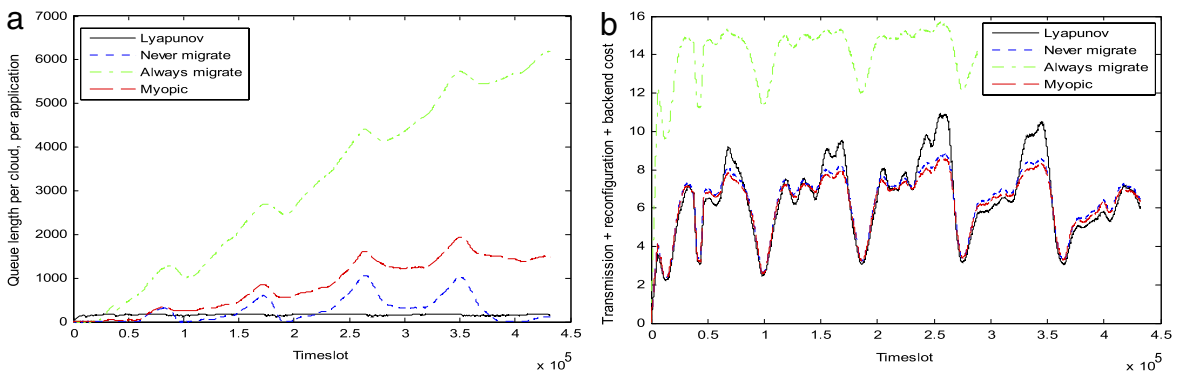 a
7000
6000
5000
4000
3000
2000
1000
0
Queue length per cloud, per application
Lyapunov
Never migrate
Always migrate
Myopic
0 0.5 1 1.5 2 2.5 3 3.5 4 4.5
Timeslot
x 10^5
b
16
14
12
10
8
6
4
2
0
Transmission + reconfiguration + backend cost
Lyapunov
Never migrate
Always migrate
Myopic
0 0.5 1 1.5 2 2.5 3 3.5 4 4.5
Timeslot
x 10^5